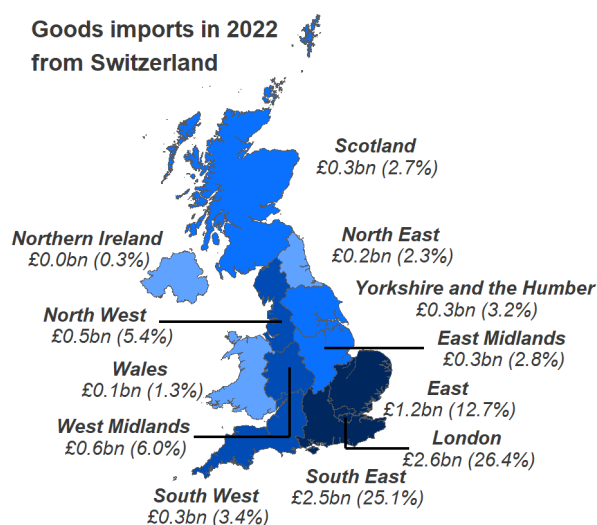 Goods imports in 2022
from Switzerland
Scotland
£0.3bn (2.7%)
Northern Ireland
£0.0bn (0.3%)
North East
£0.2bn (2.3%)
Yorkshire and the Humber
£0.3bn (3.2%)
North West
£0.5bn (5.4%)
East Midlands
£0.3bn (2.8%)
Wales
£0.1bn (1.3%)
East
£1.2bn (12.7%)
West Midlands
£0.6bn (6.0%)
London
£2.6bn (26.4%)
South East
£2.5bn (25.1%)
South West
£0.3bn (3.4%)